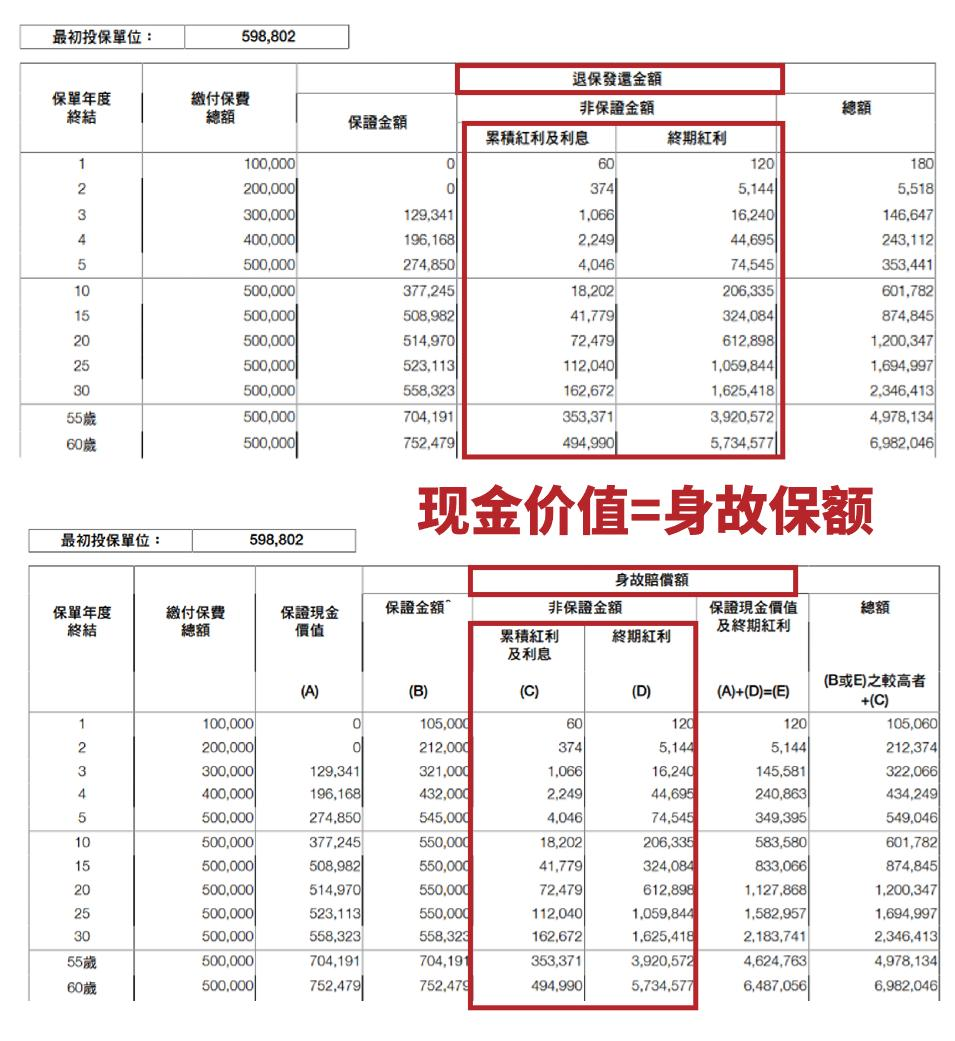 最初投保單位： 598,802
退保發還金額
保單年度終結 繳付保費總額 保證金額 非保證金額 總額
累積紅利及利息 終期紅利
1 100,000 0 60 120 180
2 200,000 0 374 5,144 5,518
3 300,000 129,341 1,066 16,240 146,647
4 400,000 196,168 2,249 44,695 243,112
5 500,000 274,850 4,046 74,545 353,441
10 500,000 377,245 18,202 206,335 601,782
15 500,000 508,982 41,779 324,084 874,845
20 500,000 514,970 72,479 612,898 1,200,347
25 500,000 523,113 112,040 1,059,844 1,694,997
30 500,000 558,323 162,672 1,625,418 2,346,413
55歲 500,000 704,191 353,371 3,920,572 4,978,134
60歲 500,000 752,479 494,990 5,734,577 6,982,046
现金价值=身故保额
最初投保單位： 598,802
身故賠償額
保單年度終結 繳付保費總額 保證現金價值 保證金額^ 非保證金額 保證現金價值及終期紅利 總額
累積紅利及利息 終期紅利
(A) (B) (C) (D) (A)+(D)=(E) (B或E)之較高者+(C)
1 100,000 0 105,000 60 120 120 105,060
2 200,000 0 212,000 374 5,144 5,144 212,374
3 300,000 129,341 321,000 1,066 16,240 145,581 322,066
4 400,000 196,168 432,000 2,249 44,695 240,863 434,249
5 500,000 274,850 545,000 4,046 74,545 349,395 549,046
10 500,000 377,245 550,000 18,202 206,335 583,580 601,782
15 500,000 508,982 550,000 41,779 324,084 833,066 874,845
20 500,000 514,970 550,000 72,479 612,898 1,127,868 1,200,347
25 500,000 523,113 550,000 112,040 1,059,844 1,582,957 1,694,997
30 500,000 558,323 558,323 162,672 1,625,418 2,183,741 2,346,413
55歲 500,000 704,191 704,191 353,371 3,920,572 4,624,763 4,978,134
60歲 500,000 752,479 752,479 494,990 5,734,577 6,487,056 6,982,046